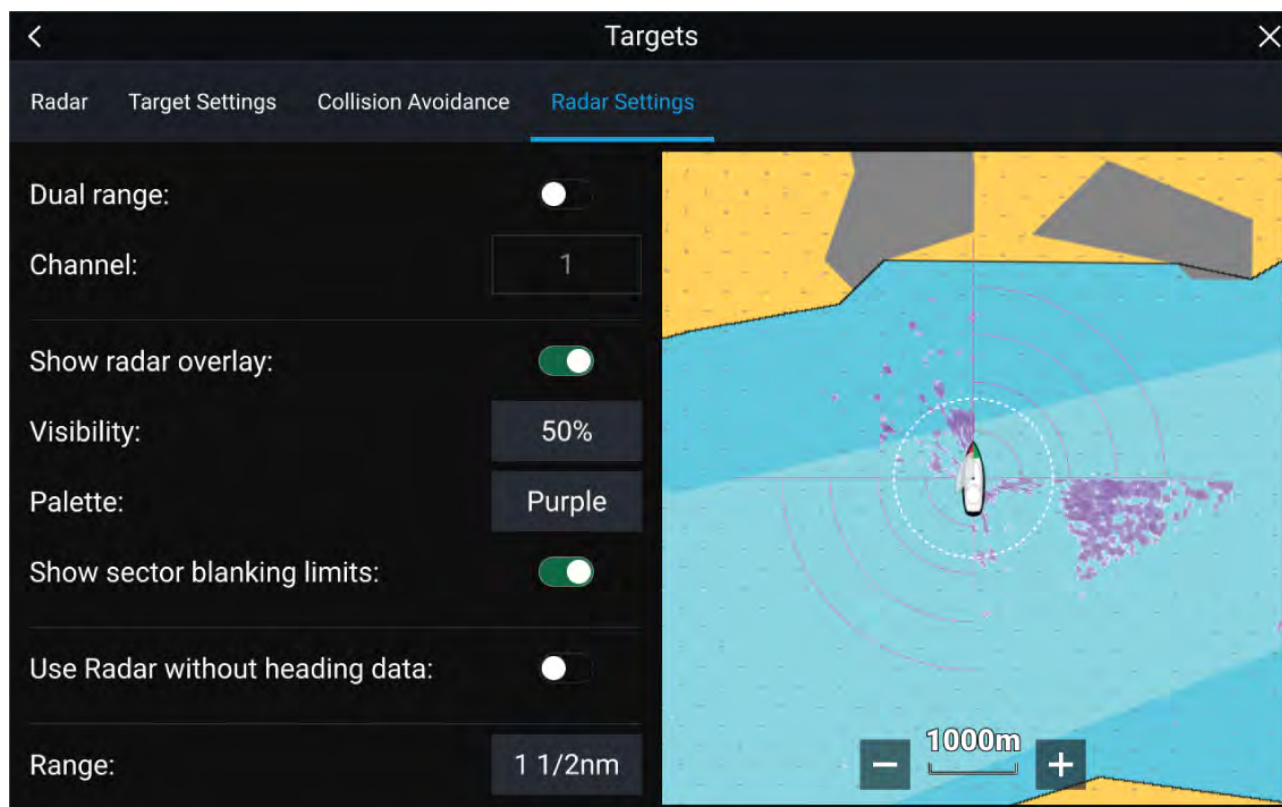 Targets
Radar
Target Settings
Collision Avoidance
Radar Settings
Dual range:
Channel:
1
Show radar overlay:
Visibility:
50%
Palette:
Purple
Show sector blanking limits:
Use Radar without heading data:
Range:
1 1/2nm
1000m